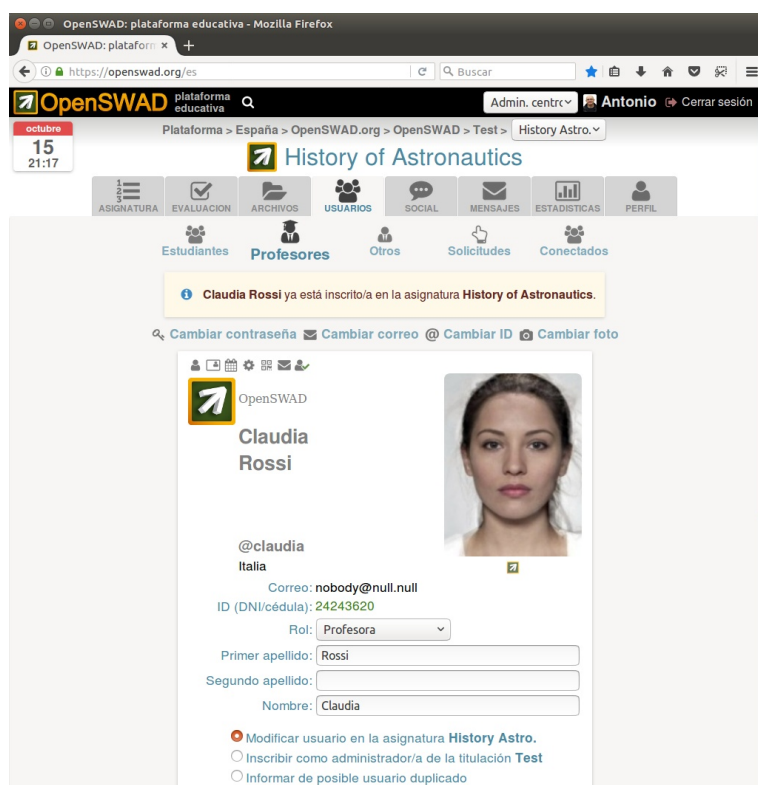 OpenSWAD: plataforma educativa - Mozilla Firefox
OpenSWAD: plataform × +
https://openswad.org/es Buscar
OpenSWAD plataforma educativa Admin. centro Antonio Cerrar sesión
octubre
15
21:17
Plataforma > España > OpenSWAD.org > OpenSWAD > Test > History Astro.
History of Astronautics
ASIGNATURA EVALUACION ARCHIVOS USUARIOS SOCIAL MENSAJES ESTADISTICAS PERFIL
Estudiantes Profesores Otros Solicitudes Conectados
Claudia Rossi ya está inscrito/a en la asignatura History of Astronautics.
Cambiar contraseña Cambiar correo @ Cambiar ID Cambiar foto
OpenSWAD
Claudia
Rossi
@claudia
Italia
Correo: nobody@null.null
ID (DNI/cédula): 24243620
Rol: Profesora
Primer apellido: Rossi
Segundo apellido:
Nombre: Claudia
Modificar usuario en la asignatura History Astro.
Inscribir como administrador/a de la titulación Test
Informar de posible usuario duplicado